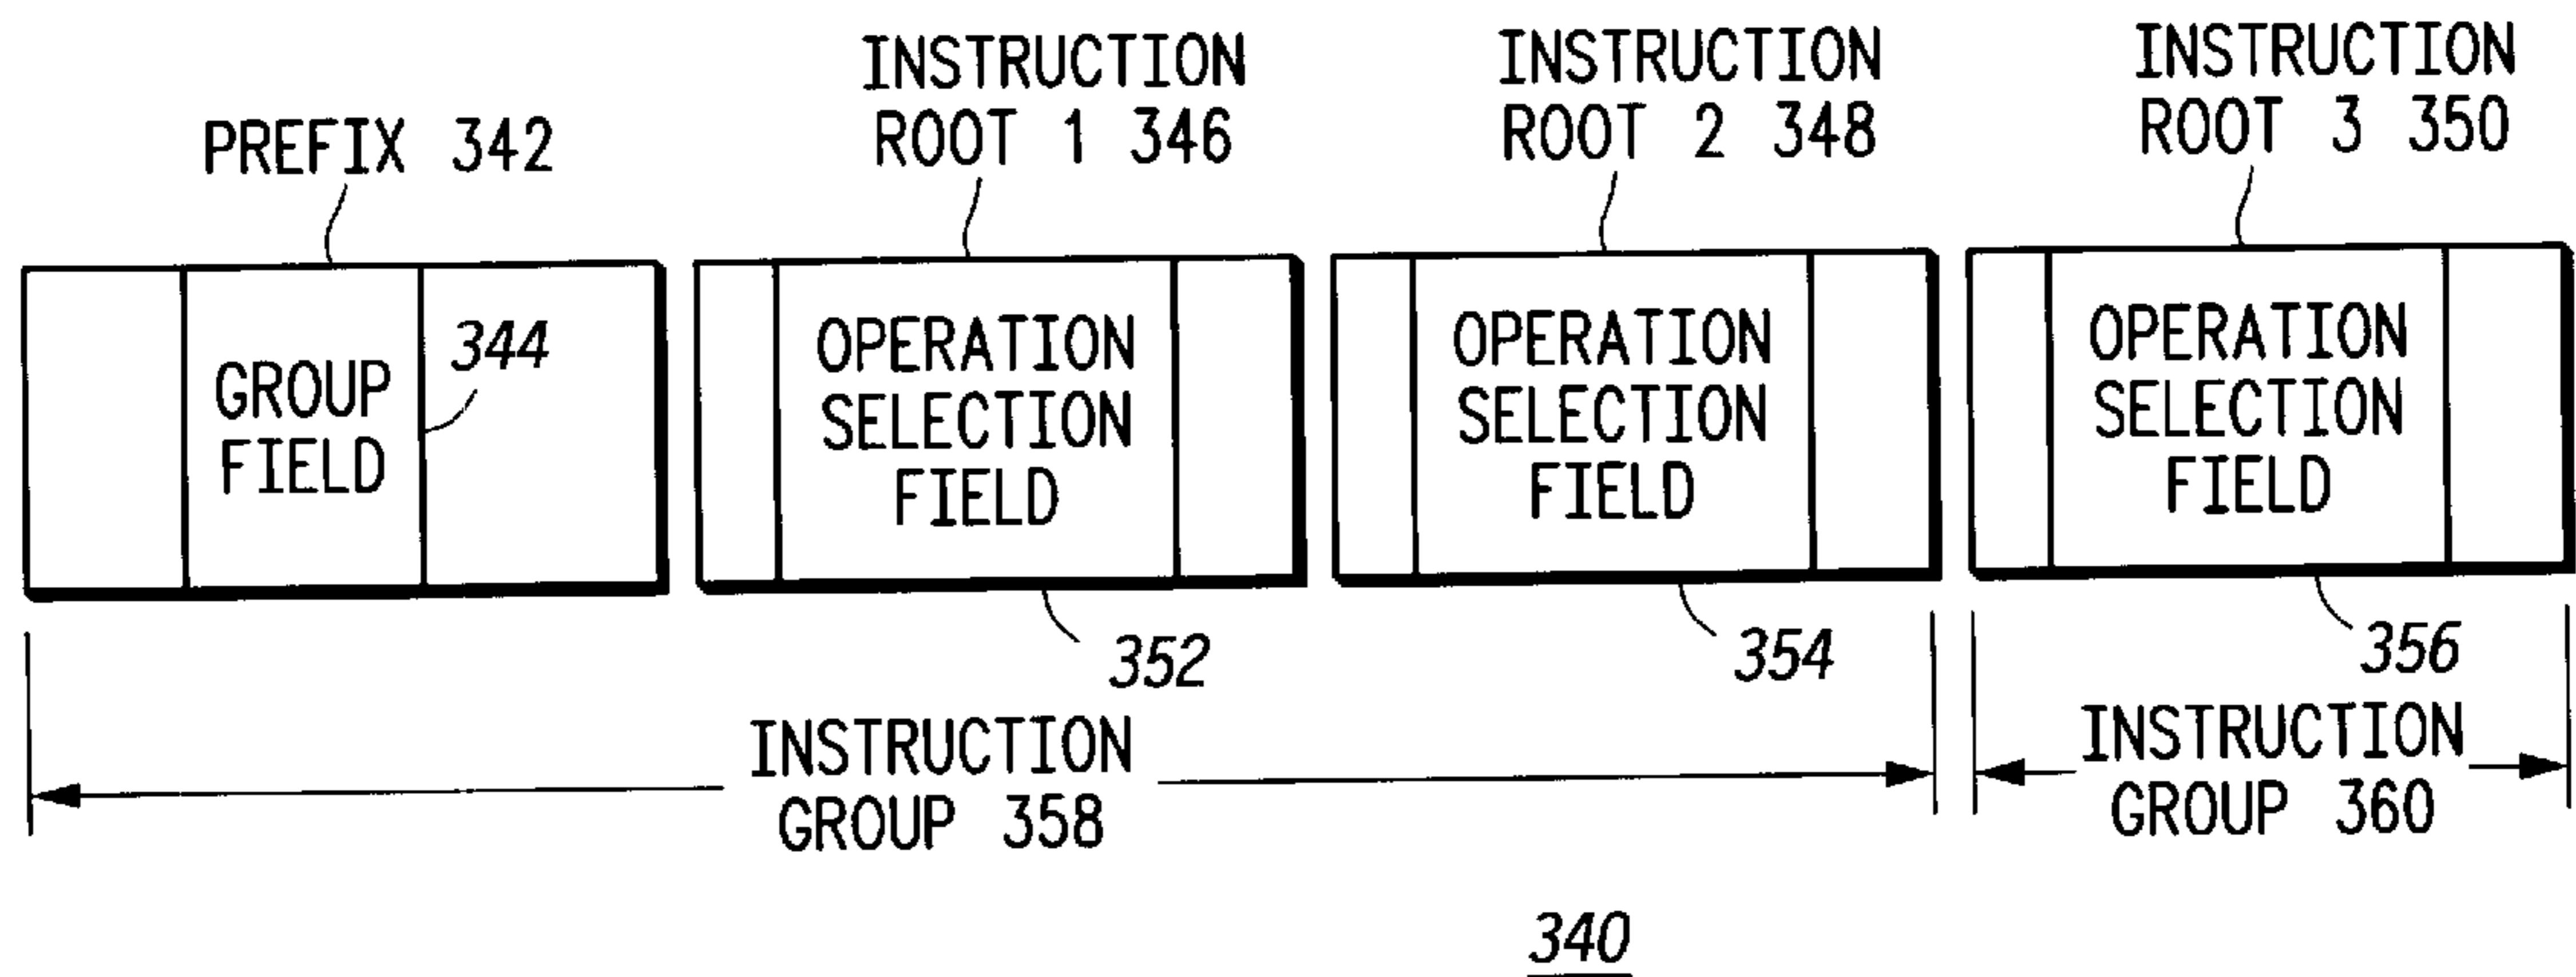 PREFIX 342
INSTRUCTION
ROOT 1 346
INSTRUCTION
ROOT 2 348
INSTRUCTION
ROOT 3 350
GROUP
FIELD
344
OPERATION
SELECTION
FIELD
OPERATION
SELECTION
FIELD
OPERATION
SELECTION
FIELD
352
354
356
INSTRUCTION
GROUP 358
INSTRUCTION
GROUP 360
340